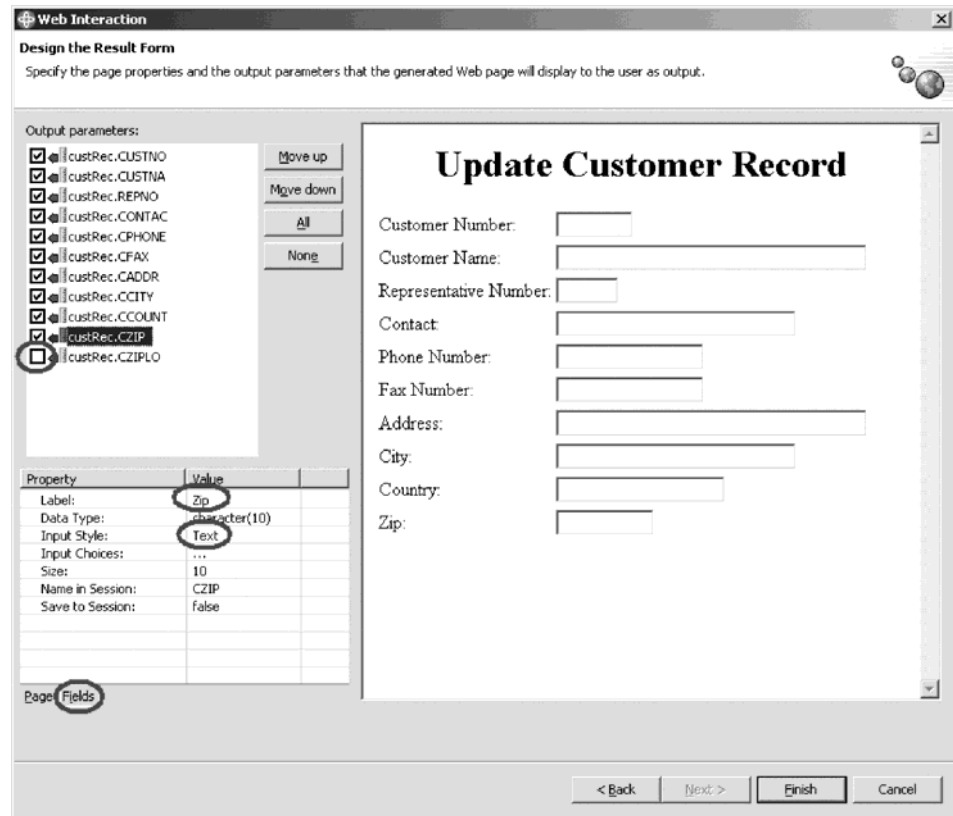 Web Interaction
Design the Result Form
Specify the page properties and the output parameters that the generated Web page will display to the user as output.
Output parameters:
custRec.CUSTNO
custRec.CUSTNA
custRec.REPNO
custRec.CONTAC
custRec.CPHONE
custRec.CFAX
custRec.CADDR
custRec.CCITY
custRec.CCOUNT
custRec.CZIP
custRec.CZIPLO
Move up
Move down
All
None
Property Value
Label: Zip
Data Type: character(10)
Input Style: Text
Input Choices: ...
Size: 10
Name in Session: CZIP
Save to Session: false
Page Fields
Update Customer Record
Customer Number:
Customer Name:
Representative Number:
Contact:
Phone Number:
Fax Number:
Address:
City:
Country:
Zip:
< Back Next > Finish Cancel